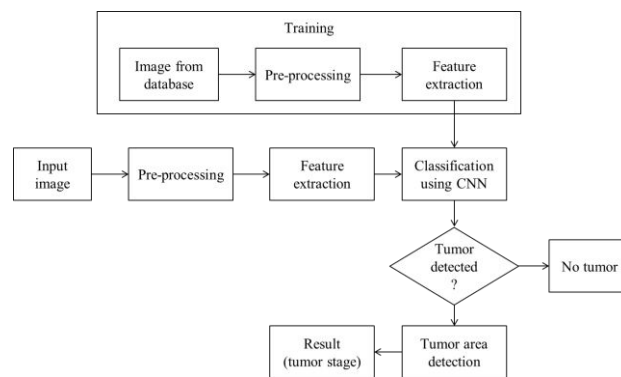 Training
Image from
database
Pre-processing
Feature
extraction
Input
image
Pre-processing
Feature
extraction
Classification
using CNN
Tumor
detected
?
No tumor
Result
(tumor stage)
Tumor area
detection